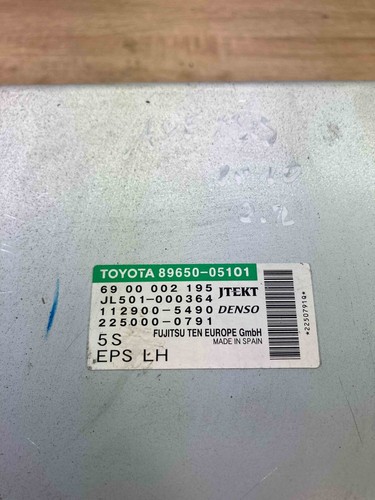 TOYOTA 89650-05101
69 00 002 195 JTEKT
JL501-000364
112900-5490 DENSO
225000-0791
FUJITSU TEN EUROPE GmbH
5S MADE IN SPAIN
EPS LH
*2250791Q*